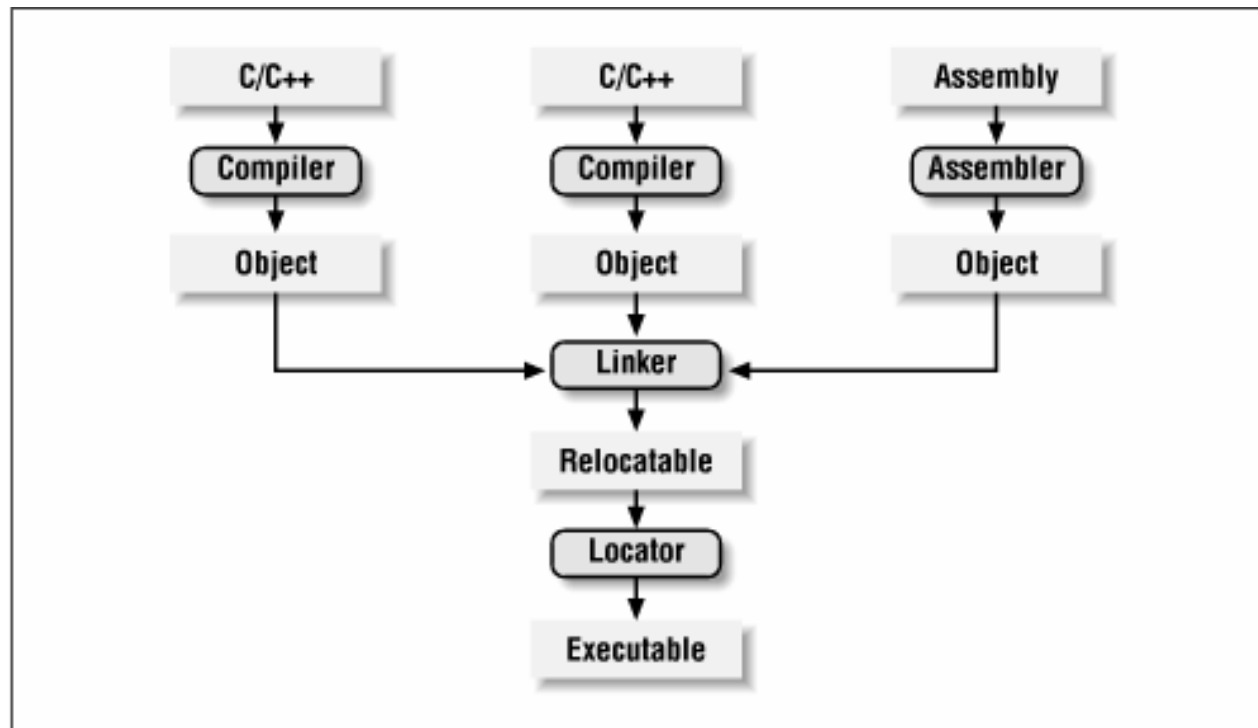 C/C++
C/C++
Assembly
Compiler
Compiler
Assembler
Object
Object
Object
Linker
Relocatable
Locator
Executable